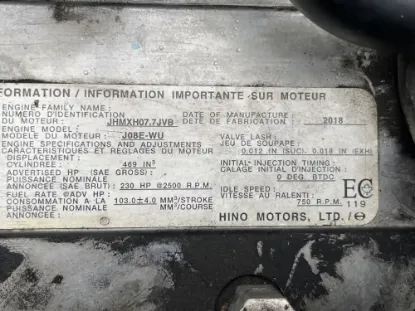 FORMATION / INFORMATION IMPORTANTE SUR MOTEUR
ENGINE FAMILY NAME:
NUMERO D'IDENTIFICATION
DU MOTEUR: JHMXH07.7JVB
DATE OF MANUFACTURE:
DATE DE FABRICATION: 2018
ENGINE MODEL:
MODELE DU MOTEUR: J08E-WU
VALVE LASH:
JEU DE SOUPAPE:
0.012 IN (SUC), 0.018 IN (EXH)
ENGINE SPECIFICATIONS AND ADJUSTMENTS
CARACTERISTIQUES ET REGLAGES DU MOTEUR
DISPLACEMENT:
CYLINDRE: 469 IN³
INITIAL INJECTION TIMING:
CALAGE INITIAL D'INJECTION:
0 DEG. BTDC
ADVERTISED HP (SAE GROSS):
PUISSANCE NOMINALE
ANNONCEE (SAE, BRUT): 230 HP @2500 R.P.M.
IDLE SPEED:
VITESSE AU RALENTI:
750 R.P.M.
EC
119
FUEL RATE @ADV HP:
CONSOMMATION A LA
PUISSANCE NOMINALE
ANNONCEE: 103.0±4.0 MM³/STROKE
MM³/COURSE
HINO MOTORS, LTD.